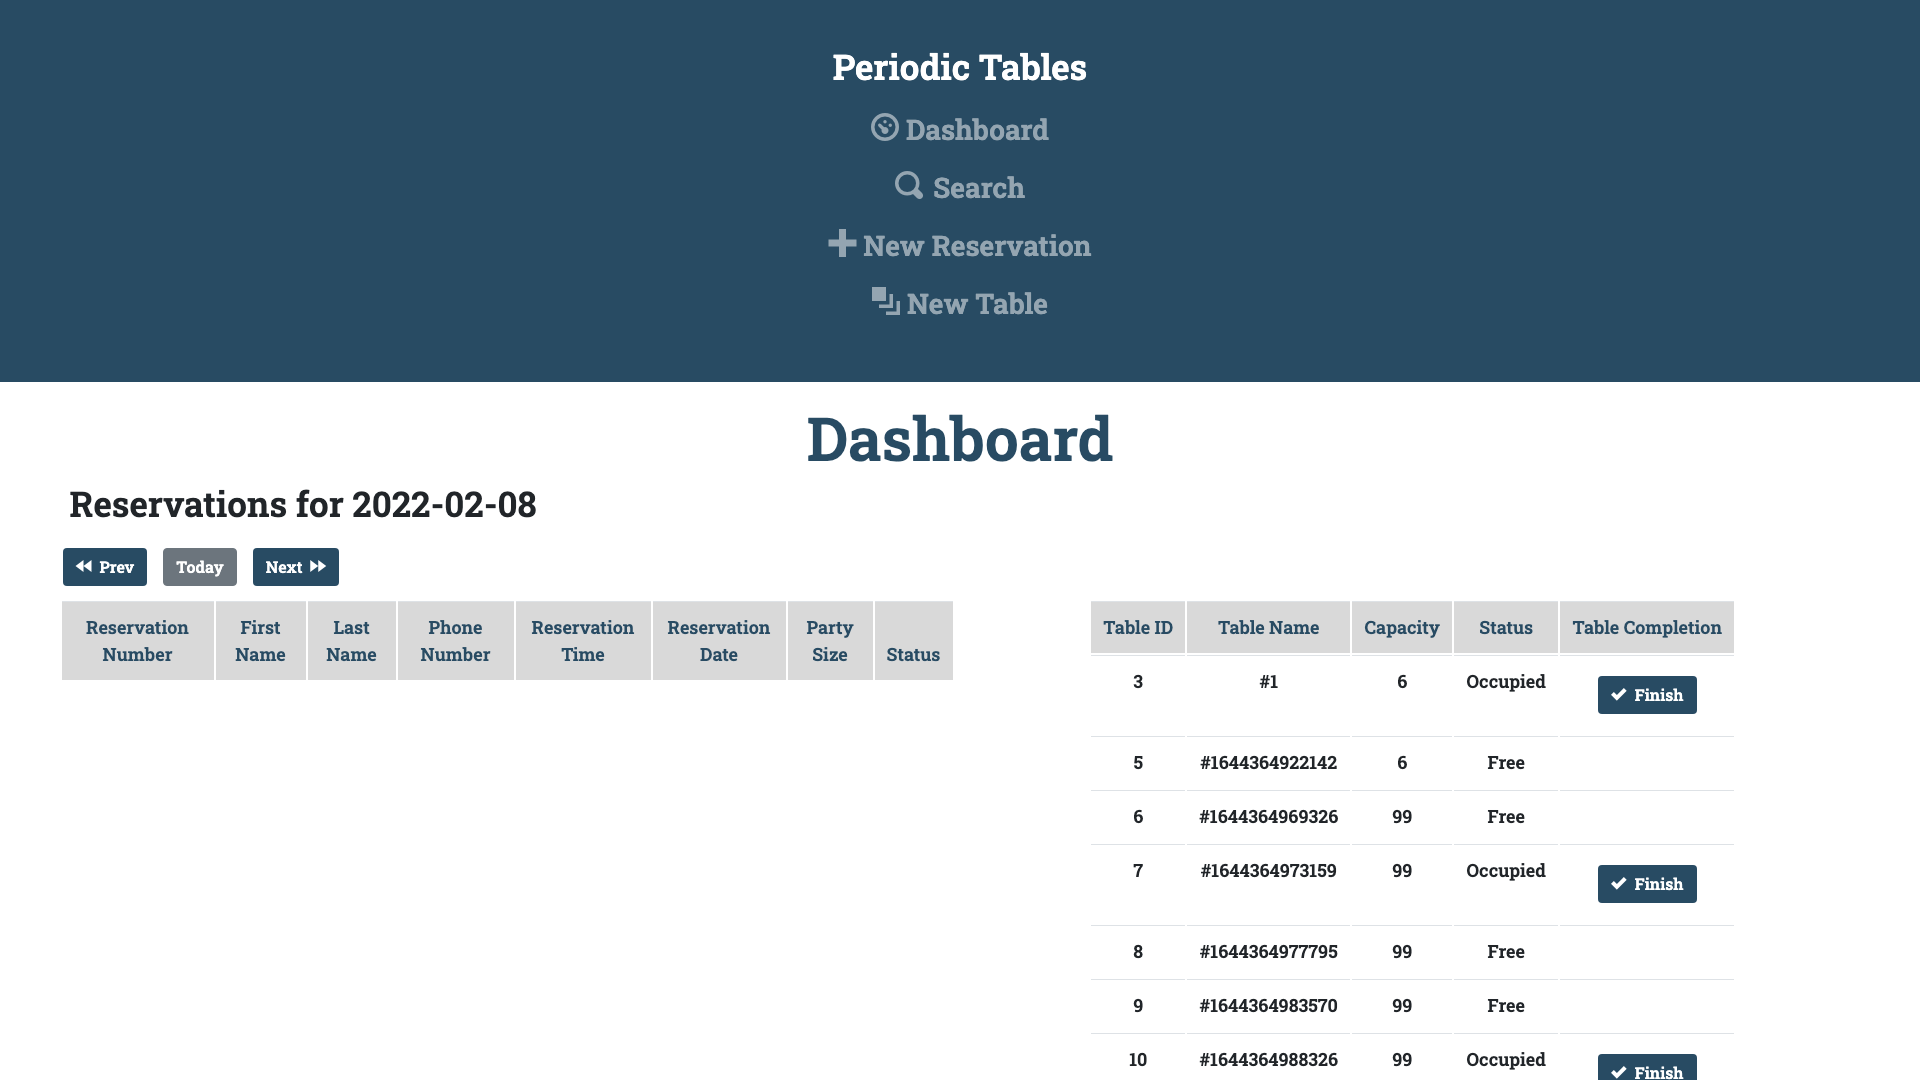 Periodic Tables
Dashboard
Search
New Reservation
New Table
Dashboard
Reservations for 2022-02-08
Prev Today Next
Reservation Number First Name Last Name Phone Number Reservation Time Reservation Date Party Size Status
Table ID Table Name Capacity Status Table Completion
3 #1 6 Occupied Finish
5 #1644364922142 6 Free
6 #1644364969326 99 Free
7 #1644364973159 99 Occupied Finish
8 #1644364977795 99 Free
9 #1644364983570 99 Free
10 #1644364988326 99 Occupied Finish